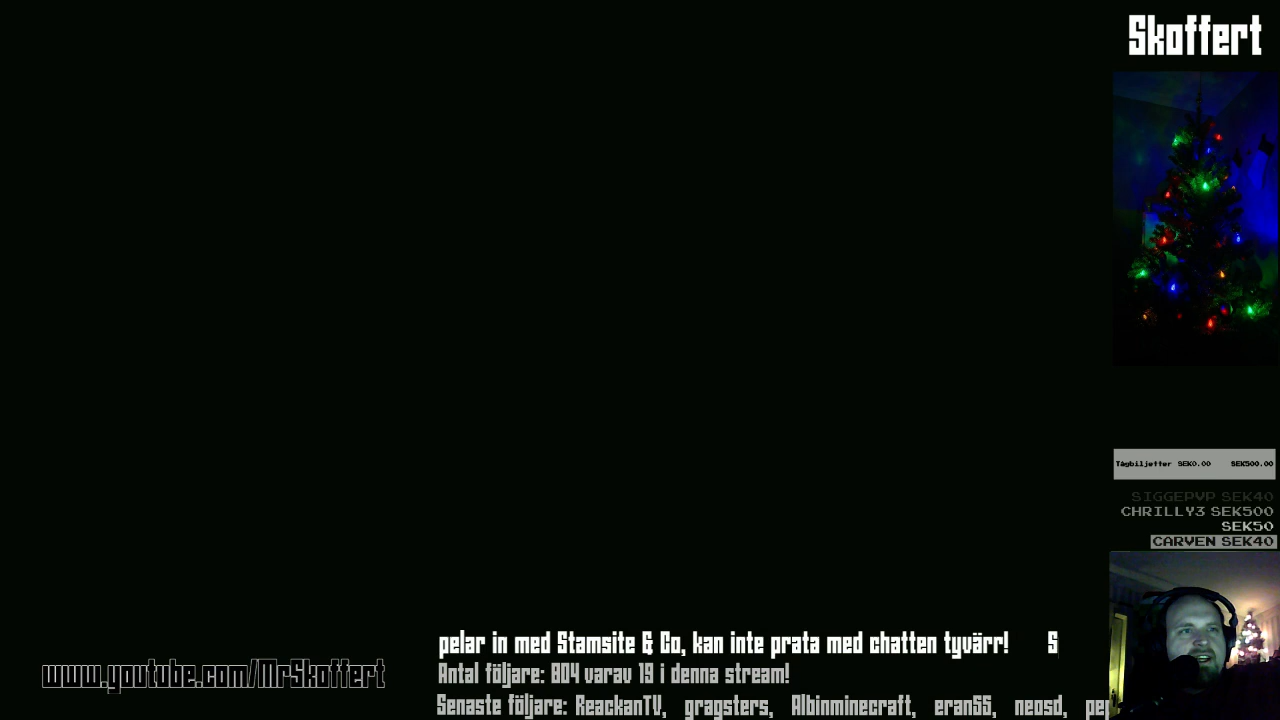 Skoffert
Tågbiljetter SEK0.00 SEK500.00
SIGGEPVP SEK40
CHRILLY3 SEK500
SEK50
CARVEN SEK40
pelar in med Stamsite & Co, kan inte prata med chatten tyvärr! S
www.youtube.com/MrSkoffert
Antal följare: 804 varav 19 i denna stream!
Senaste följare: ReackanTV, gragsters, Albinminecraft, eranSS, neosd, pe